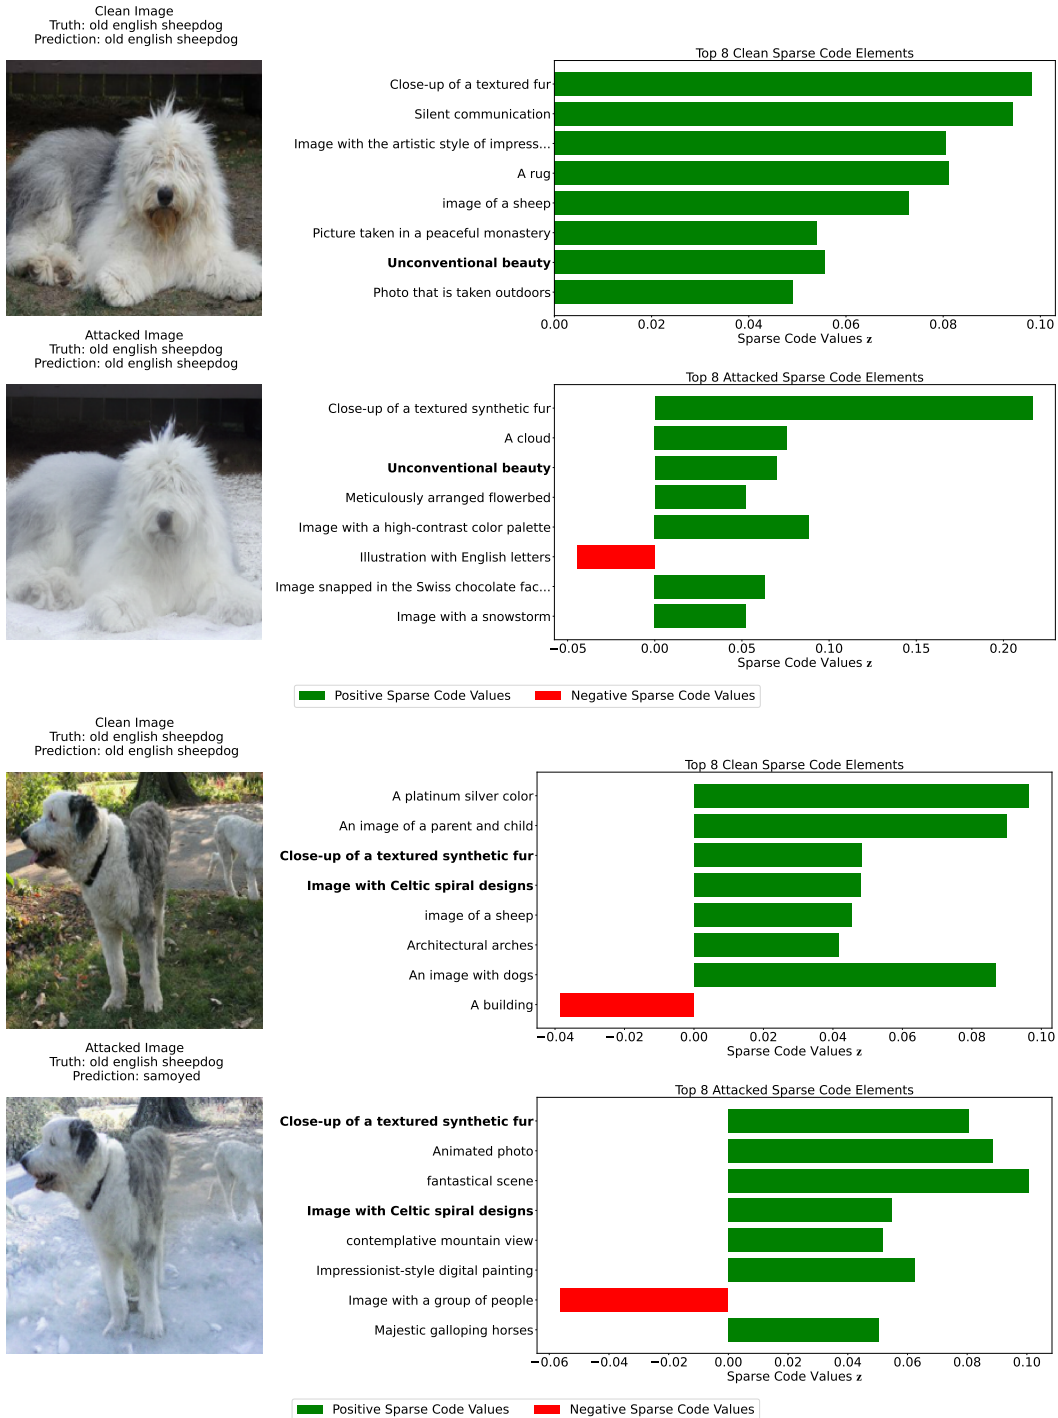 Clean Image
Truth: old english sheepdog
Prediction: old english sheepdog
Top 8 Clean Sparse Code Elements
Close-up of a textured fur
Silent communication
Image with the artistic style of impress...
A rug
image of a sheep
Picture taken in a peaceful monastery
Unconventional beauty
Photo that is taken outdoors
0.00 0.02 0.04 0.06 0.08 0.10
Sparse Code Values z
Attacked Image
Truth: old english sheepdog
Prediction: old english sheepdog
Top 8 Attacked Sparse Code Elements
Close-up of a textured synthetic fur
A cloud
Unconventional beauty
Meticulously arranged flowerbed
Image with a high-contrast color palette
Illustration with English letters
Image snapped in the Swiss chocolate fac...
Image with a snowstorm
−0.05 0.00 0.05 0.10 0.15 0.20
Sparse Code Values z
Positive Sparse Code Values Negative Sparse Code Values
Clean Image
Truth: old english sheepdog
Prediction: old english sheepdog
Top 8 Clean Sparse Code Elements
A platinum silver color
An image of a parent and child
Close-up of a textured synthetic fur
Image with Celtic spiral designs
image of a sheep
Architectural arches
An image with dogs
A building
−0.04 −0.02 0.00 0.02 0.04 0.06 0.08 0.10
Sparse Code Values z
Attacked Image
Truth: old english sheepdog
Prediction: samoyed
Top 8 Attacked Sparse Code Elements
Close-up of a textured synthetic fur
Animated photo
fantastical scene
Image with Celtic spiral designs
contemplative mountain view
Impressionist-style digital painting
Image with a group of people
Majestic galloping horses
−0.06 −0.04 −0.02 0.00 0.02 0.04 0.06 0.08 0.10
Sparse Code Values z
Positive Sparse Code Values Negative Sparse Code Values